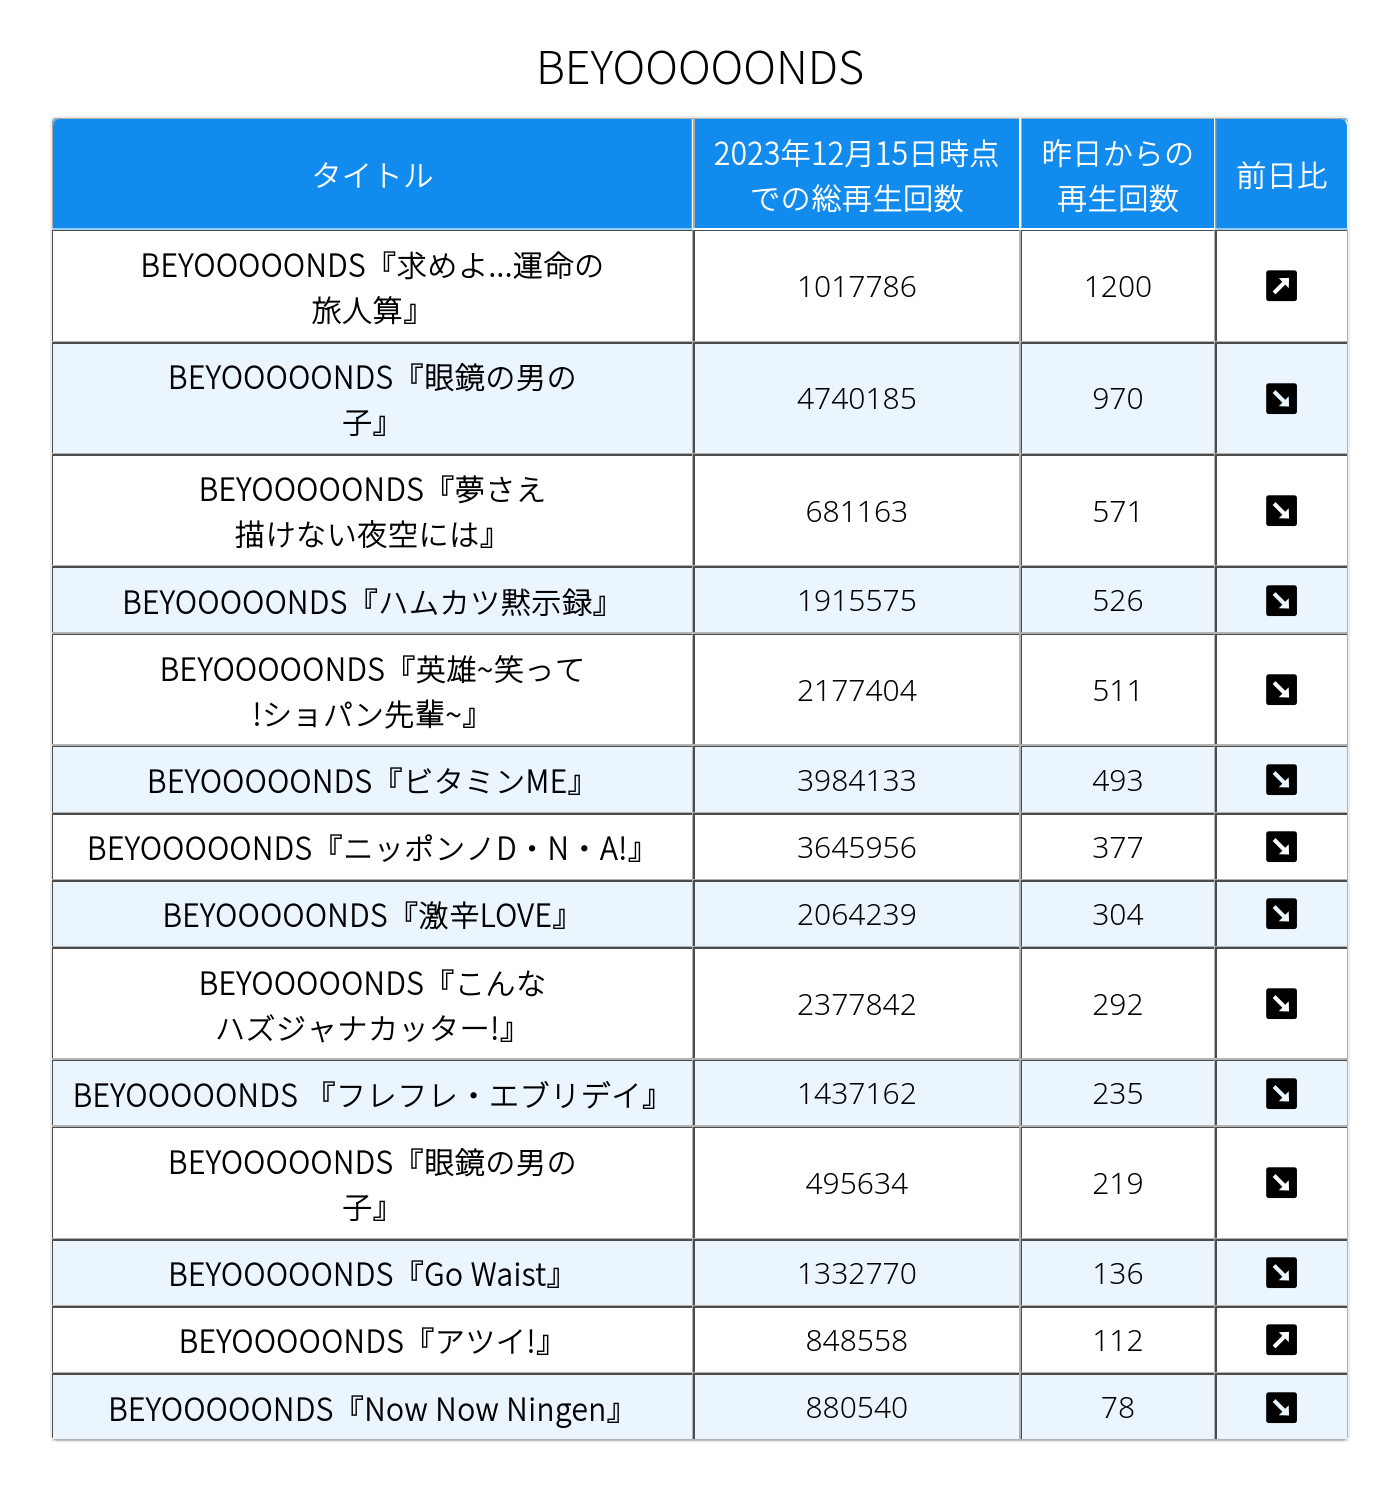 BEYOOOOONDS
タイトル
2023年12月15日時点
での総再生回数
昨日からの
再生回数
前日比
BEYOOOOONDS『求めよ...運命の
旅人算』
1017786
1200
BEYOOOOONDS『眼鏡の男の
子』
4740185
970
BEYOOOOONDS『夢さえ
描けない夜空には』
681163
571
BEYOOOOONDS『ハムカツ黙示録』
1915575
526
BEYOOOOONDS『英雄~笑って
!ショパン先輩~』
2177404
511
BEYOOOOONDS『ビタミンME』
3984133
493
BEYOOOOONDS『ニッポンノD・N・A!』
3645956
377
BEYOOOOONDS『激辛LOVE』
2064239
304
BEYOOOOONDS『こんな
ハズジャナカッター!』
2377842
292
BEYOOOOONDS 『フレフレ・エブリデイ』
1437162
235
BEYOOOOONDS『眼鏡の男の
子』
495634
219
BEYOOOOONDS『Go Waist』
1332770
136
BEYOOOOONDS『アツイ!』
848558
112
BEYOOOOONDS『Now Now Ningen』
880540
78